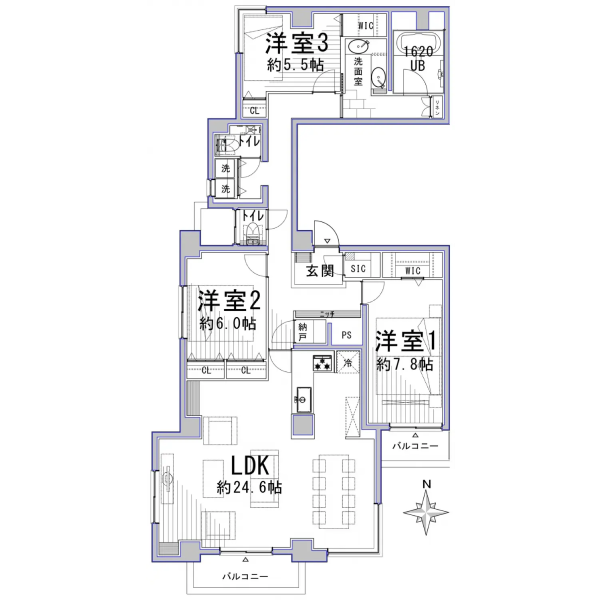 洋室3
約5.5帖
WIC
洗面室
1620
UB
CL
リネン
トイレ
洗
洗
トイレ
玄関
SIC
WIC
洋室2
約6.0帖
ニッチ
納戸
PS
洋室1
約7.8帖
CL
CL
冷
バルコニー
LDK
約24.6帖
N
バルコニー